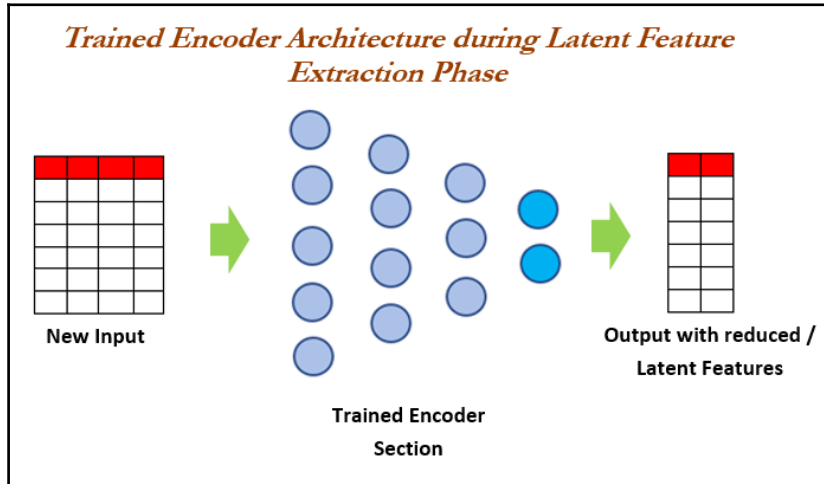 Trained Encoder Architecture during Latent Feature
Extraction Phase
New Input
Output with reduced /
Latent Features
Trained Encoder
Section